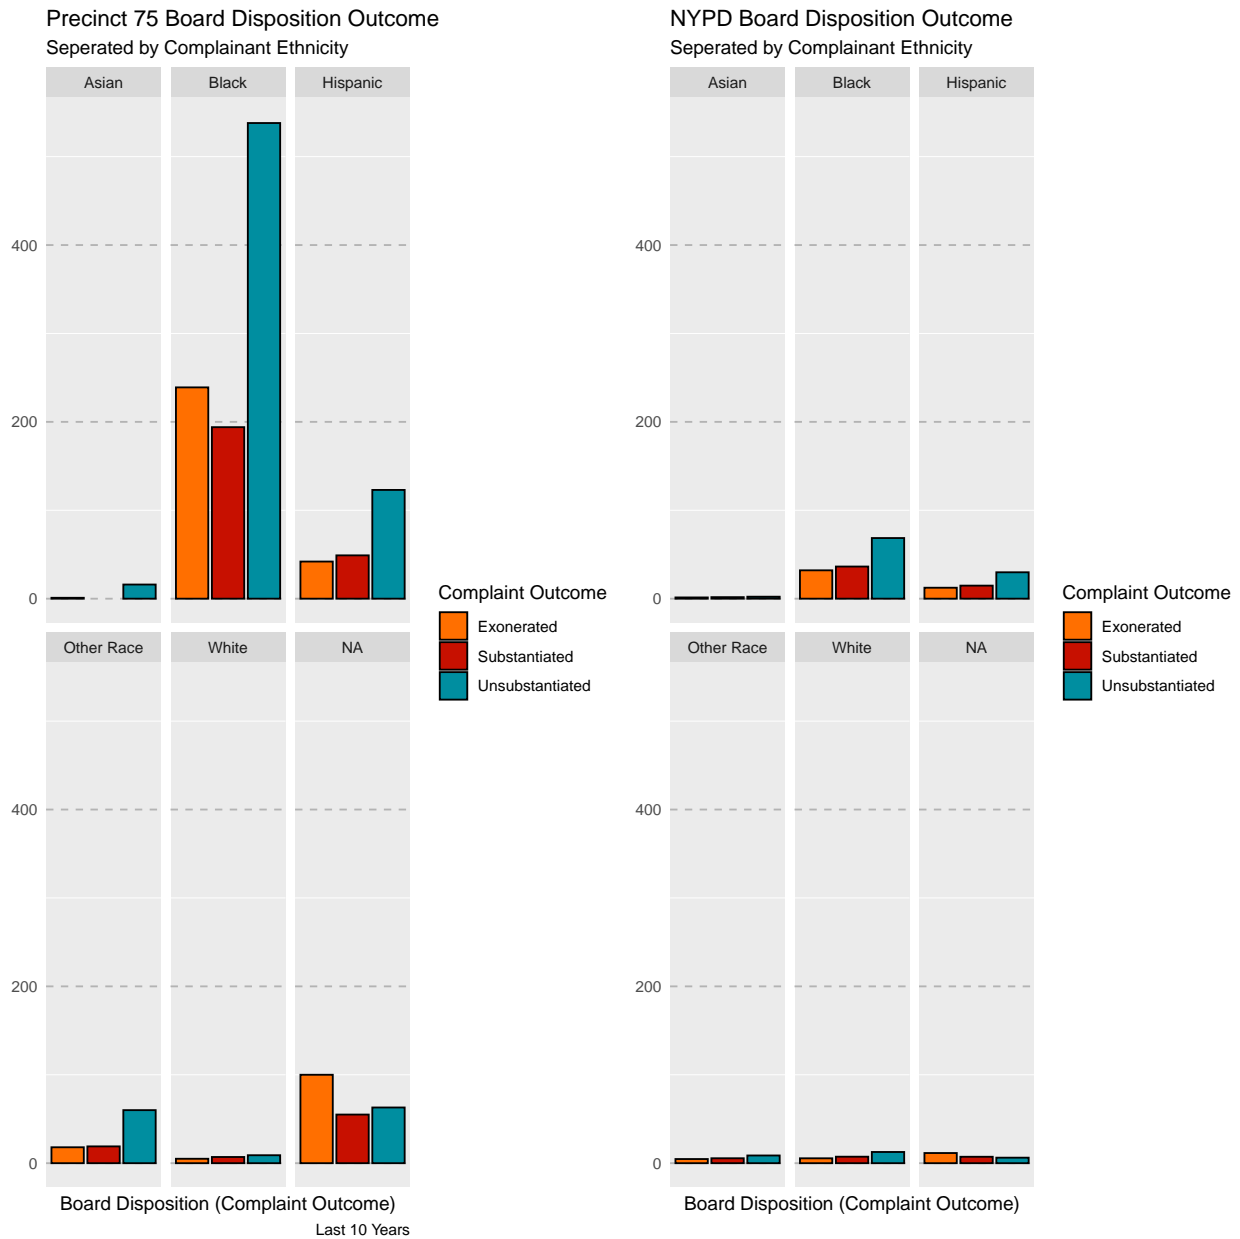 Precinct 75 Board Disposition Outcome
Seperated by Complainant Ethnicity
Asian
Black
Hispanic
400
200
0
Other Race
White
NA
400
200
0
Board Disposition (Complaint Outcome)
Last 10 Years
Complaint Outcome
Exonerated
Substantiated
Unsubstantiated
NYPD Board Disposition Outcome
Seperated by Complainant Ethnicity
Asian
Black
Hispanic
400
200
0
Other Race
White
NA
400
200
0
Board Disposition (Complaint Outcome)
Complaint Outcome
Exonerated
Substantiated
Unsubstantiated